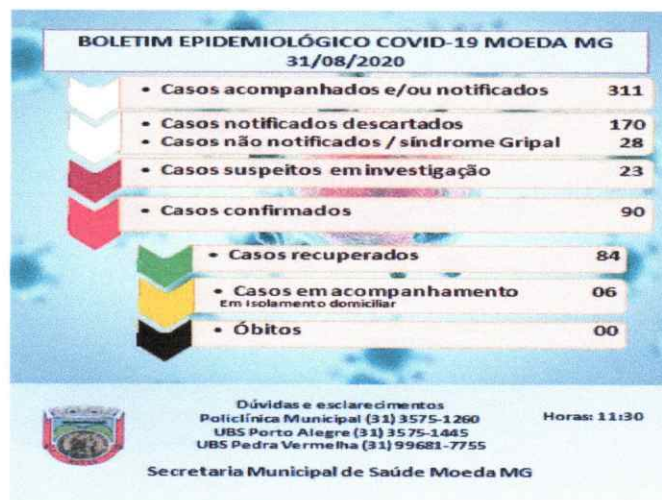 BOLETIM EPIDEMIOLÓGICO COVID-19 MOEDA MG
31/08/2020
• Casos acompanhados e/ou notificados 311
• Casos notificados descartados 170
• Casos não notificados / síndrome Gripal 28
• Casos suspeitos em investigação 23
• Casos confirmados 90
• Casos recuperados 84
• Casos em acompanhamento 06
Em Isolamento domiciliar
• Óbitos 00
Dúvidas e esclarecimentos
Policlínica Municipal (31) 3575-1260
Horas: 11:30
UBS Porto Alegre (31) 3575-1445
UBS Pedra Vermelha (31) 99681-7755
Secretaria Municipal de Saúde Moeda MG